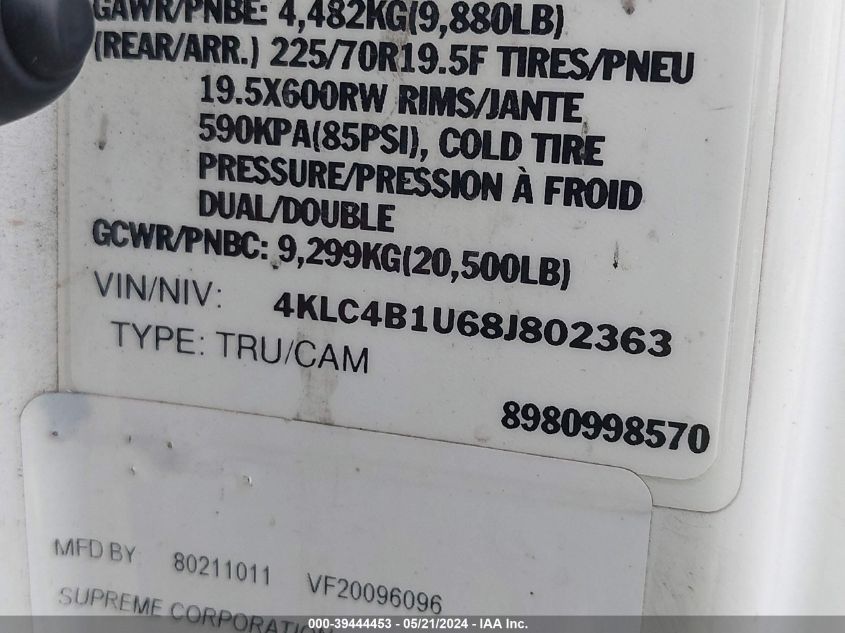 GAWR/PNBE: 4,482KG(9,880LB)
(REAR/ARR.) 225/70R19.5F TIRES/PNEU
19.5X600RW RIMS/JANTE
590KPA(85PSI), COLD TIRE
PRESSURE/PRESSION À FROID
DUAL/DOUBLE
GCWR/PNBC: 9,299KG(20,500LB)
VIN/NIV: 4KLC4B1U68J802363
TYPE: TRU/CAM
8980998570
MFD BY 80211011 VF20096096
SUPREME CORPORATION
000-39444453 - 05/21/2024 - IAA Inc.